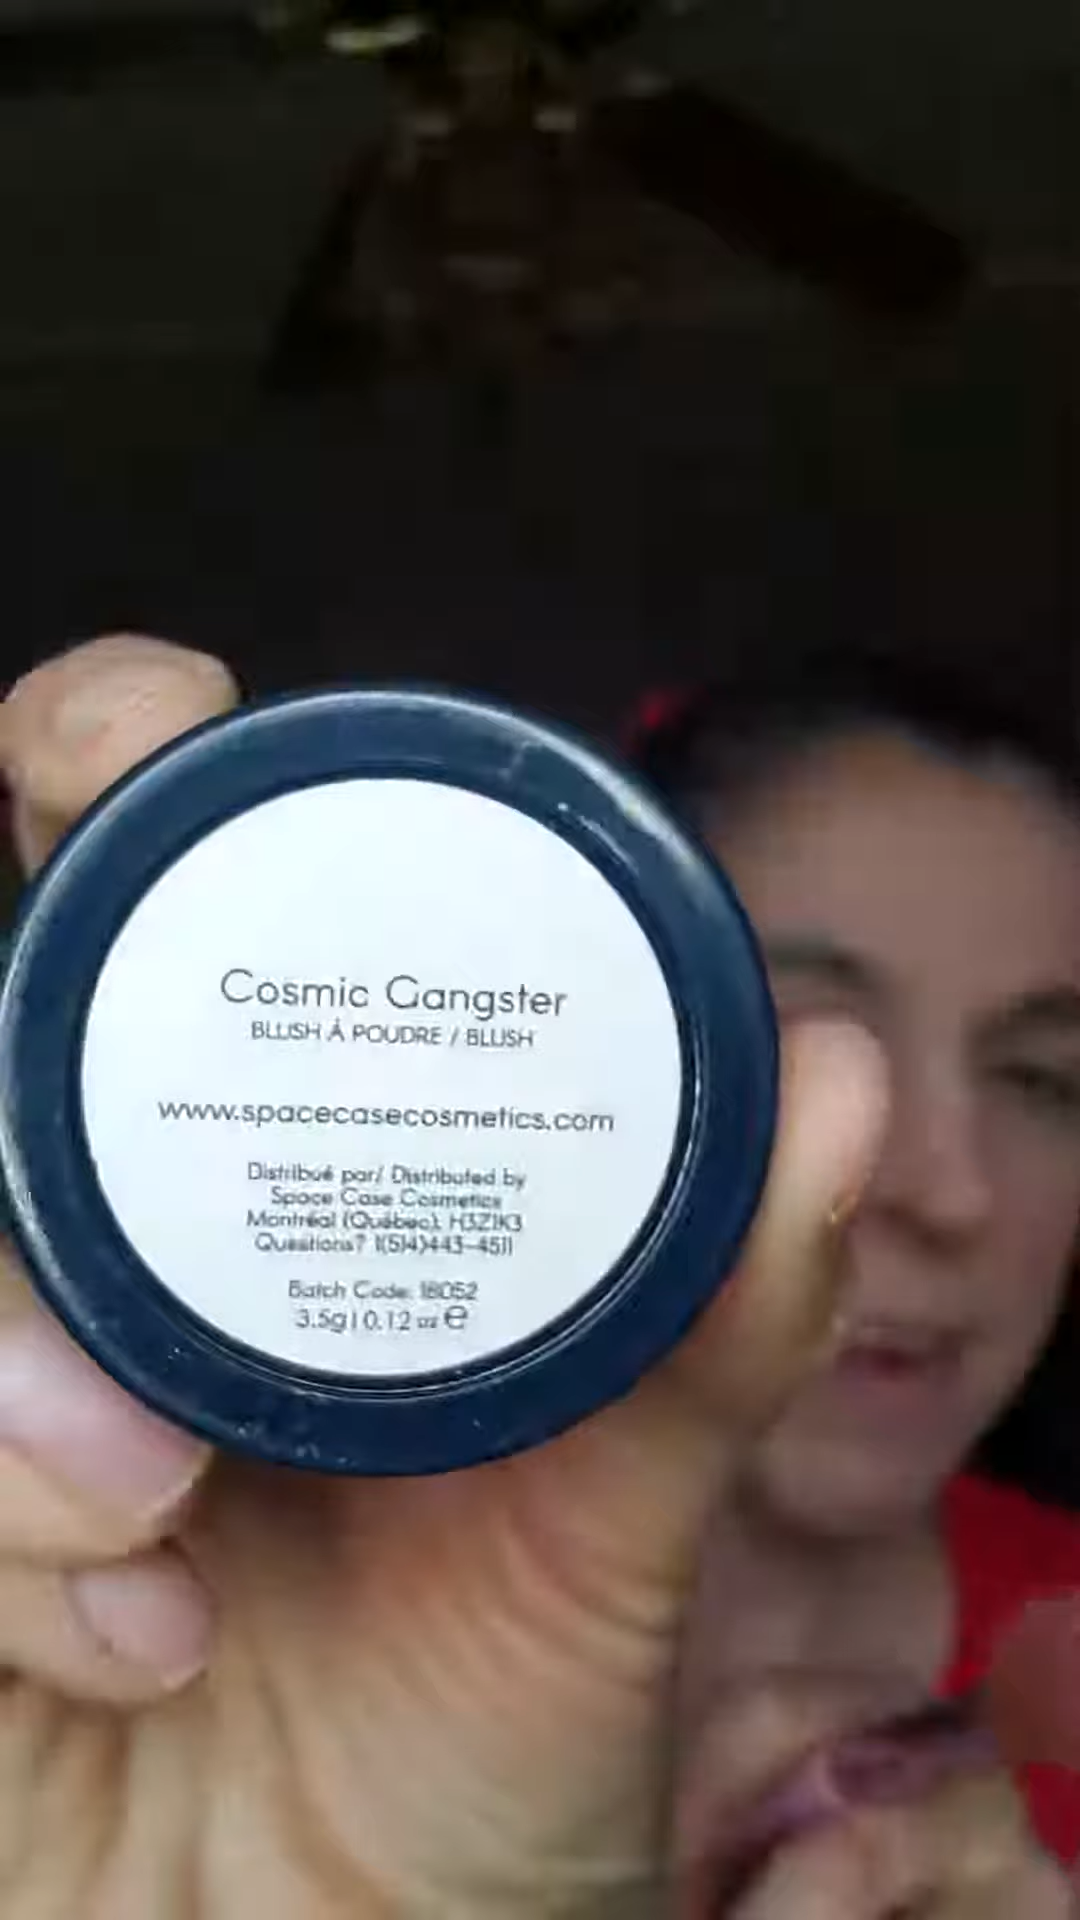 Cosmic Gangster
BLUSH À POUDRE / BLUSH
www.spacecasecosmetics.com
Distribué par/ Distributed by
Space Case Cosmetics
Montréal (Québec), H3Z1K3
Questions? 1(514)443-4511
Batch Code: 18052
3.5g | 0.12 oz ℮